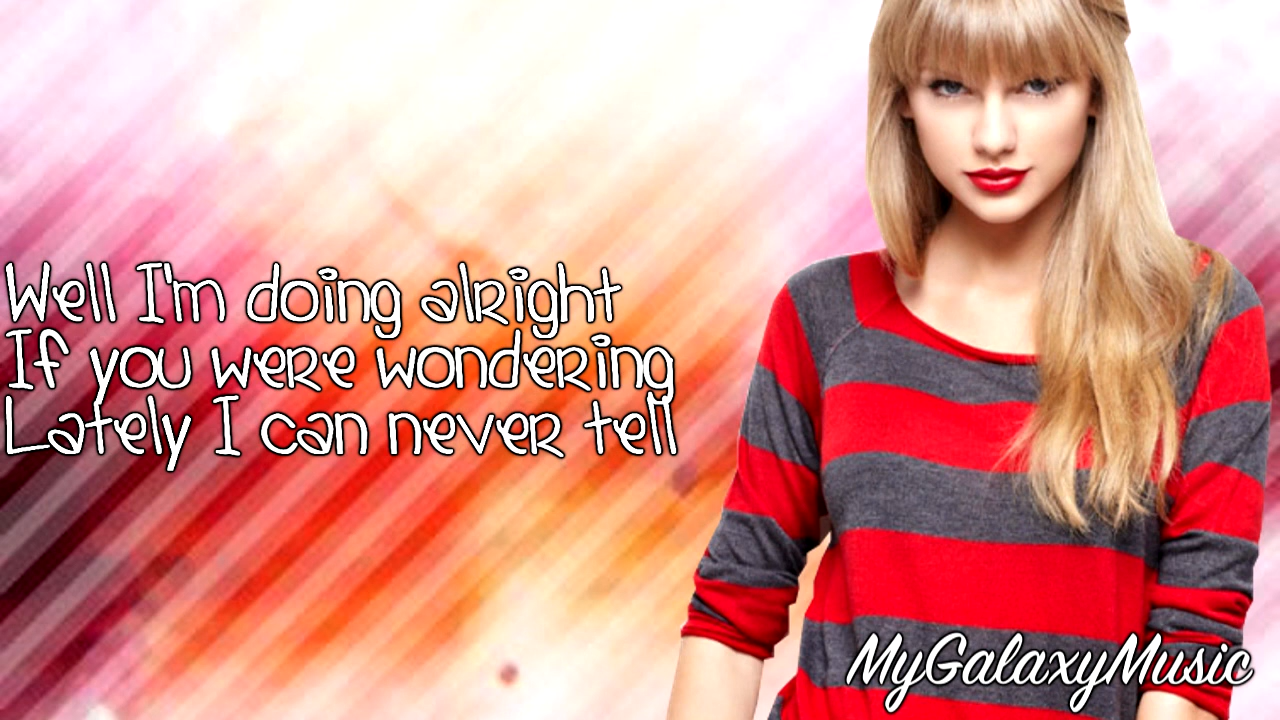 Well I'm doing alright
If you were wondering
Lately I can never tell
MyGalaxyMusic